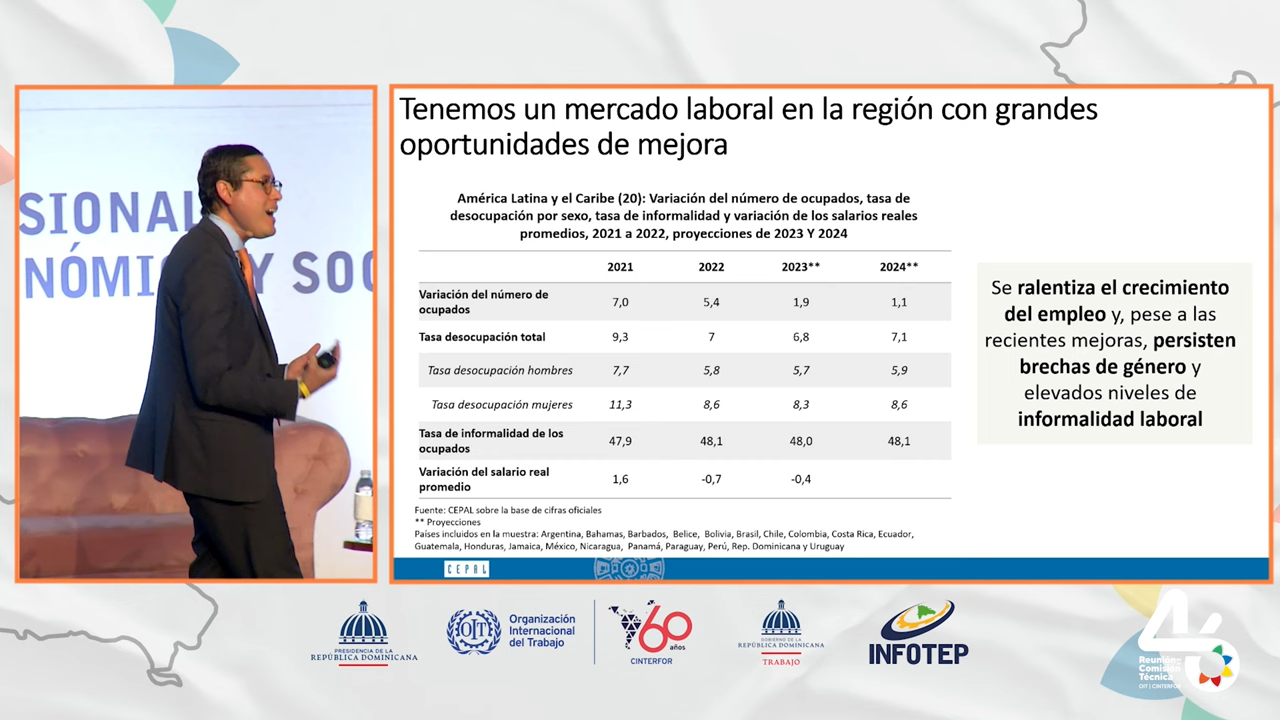 SIONAL
NÓMIC Y SOC
Tenemos un mercado laboral en la región con grandes
oportunidades de mejora
América Latina y el Caribe (20): Variación del número de ocupados, tasa de
desocupación por sexo, tasa de informalidad y variación de los salarios reales
promedios, 2021 a 2022, proyecciones de 2023 Y 2024
2021 2022 2023** 2024**
Variación del número de
ocupados 7,0 5,4 1,9 1,1
Tasa desocupación total 9,3 7 6,8 7,1
Tasa desocupación hombres 7,7 5,8 5,7 5,9
Tasa desocupación mujeres 11,3 8,6 8,3 8,6
Tasa de informalidad de los
ocupados 47,9 48,1 48,0 48,1
Variación del salario real
promedio 1,6 -0,7 -0,4
Fuente: CEPAL sobre la base de cifras oficiales
** Proyecciones
Países incluidos en la muestra: Argentina, Bahamas, Barbados, Belice, Bolivia, Brasil, Chile, Colombia, Costa Rica, Ecuador,
Guatemala, Honduras, Jamaica, México, Nicaragua, Panamá, Paraguay, Perú, Rep. Dominicana y Uruguay
Se ralentiza el crecimiento
del empleo y, pese a las
recientes mejoras, persisten
brechas de género y
elevados niveles de
informalidad laboral
CEPAL
PRESIDENCIA DE LA
REPÚBLICA DOMINICANA
OIT
Organización
Internacional
del Trabajo
60
años
CINTERFOR
GOBIERNO DE LA
REPÚBLICA DOMINICANA
TRABAJO
INFOTEP
46
Reunión
Comisión
Técnica
OIT | CINTERFOR